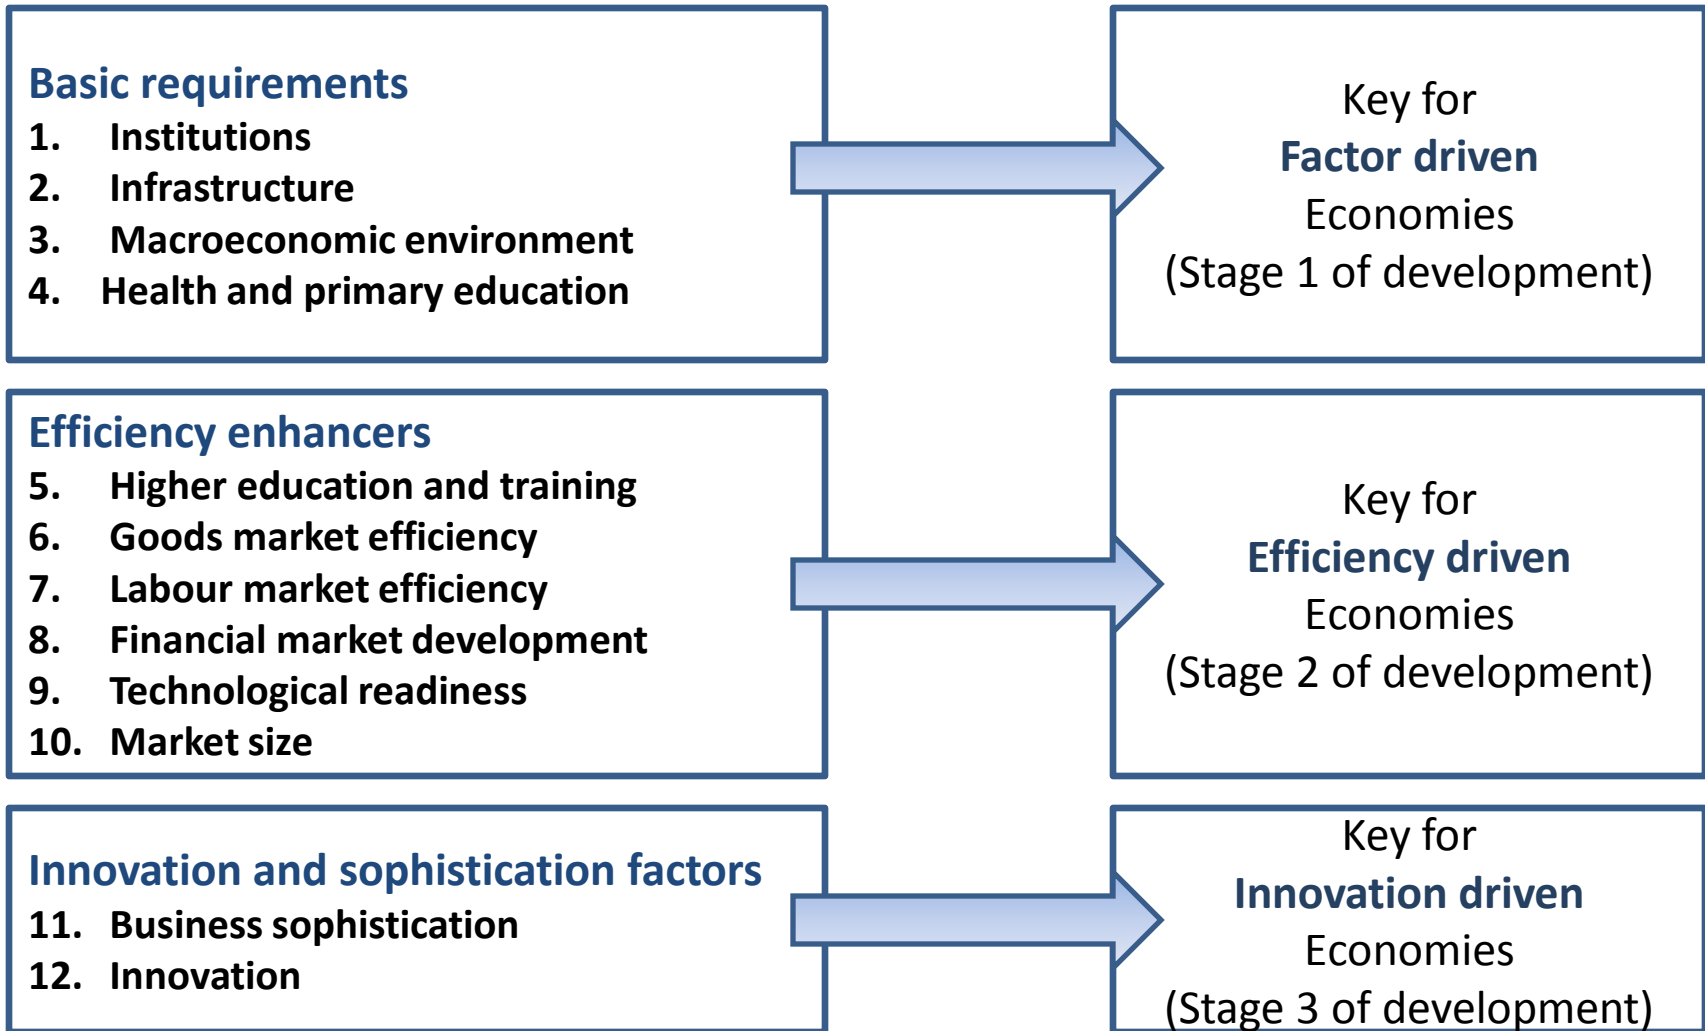 Basic requirements
1. Institutions
2. Infrastructure
3. Macroeconomic environment
4. Health and primary education
Key for
Factor driven
Economies
(Stage 1 of development)
Efficiency enhancers
5. Higher education and training
6. Goods market efficiency
7. Labour market efficiency
8. Financial market development
9. Technological readiness
10. Market size
Key for
Efficiency driven
Economies
(Stage 2 of development)
Innovation and sophistication factors
11. Business sophistication
12. Innovation
Key for
Innovation driven
Economies
(Stage 3 of development)